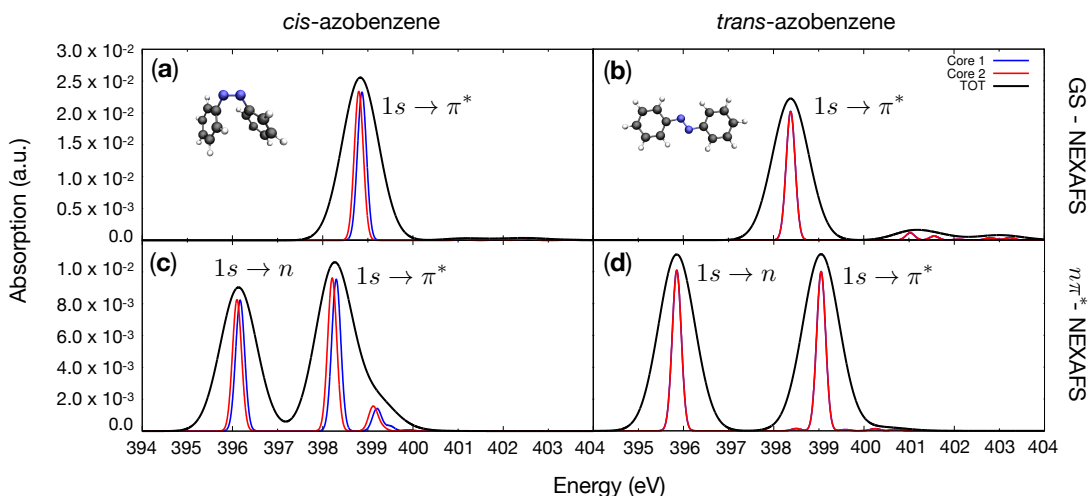 cis-azobenzene
trans-azobenzene
Absorption (a.u.)
3.0 x 10-2
2.5 x 10-2
2.0 x 10-2
1.5 x 10-2
1.0 x 10-2
0.5 x 10-3
0.0
(a)
1s → π*
(b)
1s → π*
Core 1
Core 2
TOT
GS - NEXAFS
1.0 x 10-2
8.0 x 10-3
6.0 x 10-3
4.0 x 10-3
2.0 x 10-3
0.0
(c)
1s → n
1s → π*
(d)
1s → n
1s → π*
nπ*- NEXAFS
394 395 396 397 398 399 400 401 402 403 394 395 396 397 398 399 400 401 402 403 404
Energy (eV)